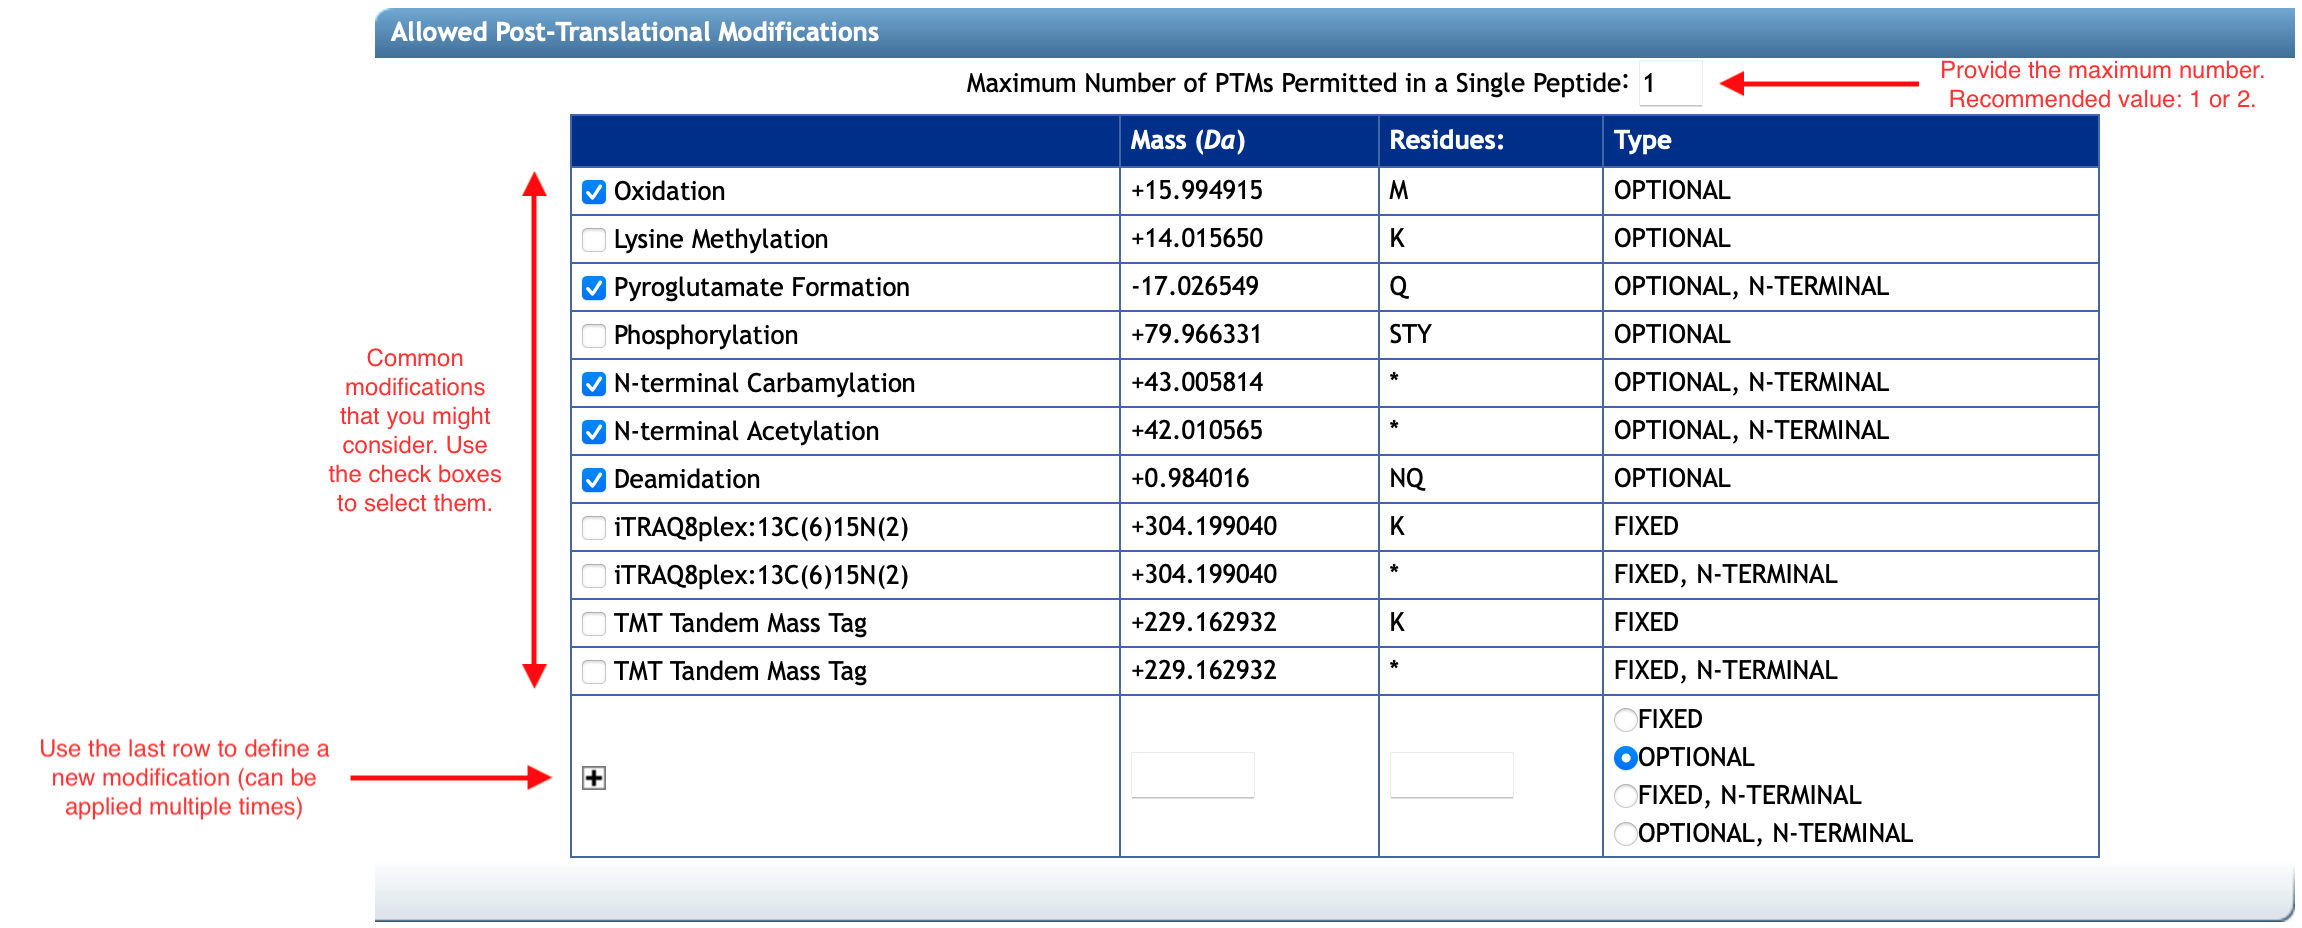 Allowed Post-Translational Modifications
Maximum Number of PTMs Permitted in a Single Peptide: 1
Provide the maximum number.
Recommended value: 1 or 2.
Mass (Da) Residues: Type
Oxidation +15.994915 M OPTIONAL
Lysine Methylation +14.015650 K OPTIONAL
Pyroglutamate Formation -17.026549 Q OPTIONAL, N-TERMINAL
Phosphorylation +79.966331 STY OPTIONAL
N-terminal Carbamylation +43.005814 * OPTIONAL, N-TERMINAL
N-terminal Acetylation +42.010565 * OPTIONAL, N-TERMINAL
Deamidation +0.984016 NQ OPTIONAL
iTRAQ8plex:13C(6)15N(2) +304.199040 K FIXED
iTRAQ8plex:13C(6)15N(2) +304.199040 * FIXED, N-TERMINAL
TMT Tandem Mass Tag +229.162932 K FIXED
TMT Tandem Mass Tag +229.162932 * FIXED, N-TERMINAL
FIXED
OPTIONAL
FIXED, N-TERMINAL
OPTIONAL, N-TERMINAL
Common
modifications
that you might
consider. Use
the check boxes
to select them.
Use the last row to define a
new modification (can be
applied multiple times)